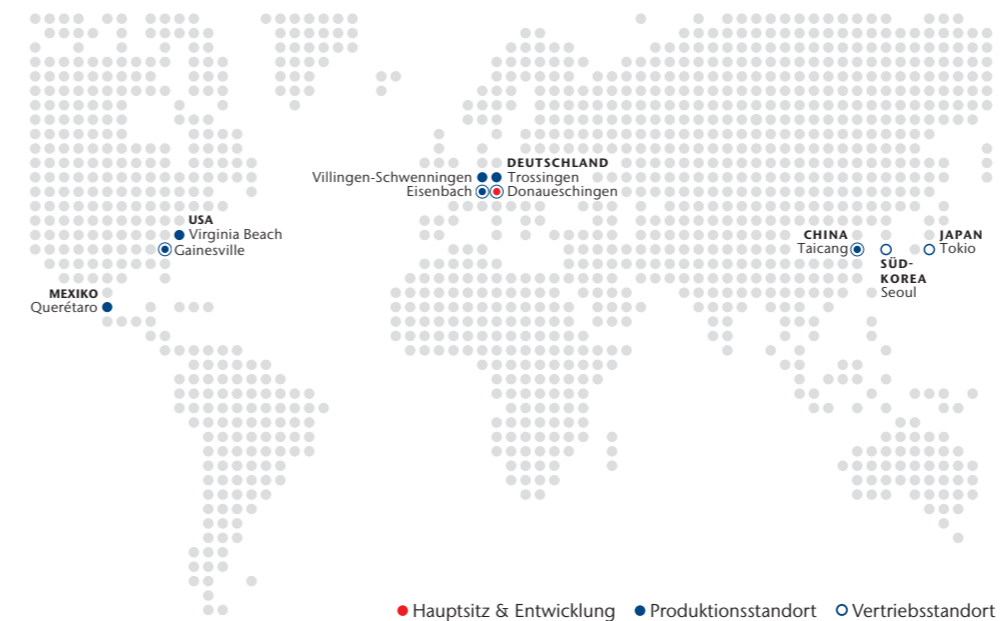 DEUTSCHLAND
Villingen-Schwenningen Trossingen
Eisenbach Donaueschingen
USA
Virginia Beach
Gainesville
CHINA
Taicang
JAPAN
Tokio
SÜD-
KOREA
Seoul
MEXIKO
Querétaro
Hauptsitz & Entwicklung Produktionsstandort Vertriebsstandort